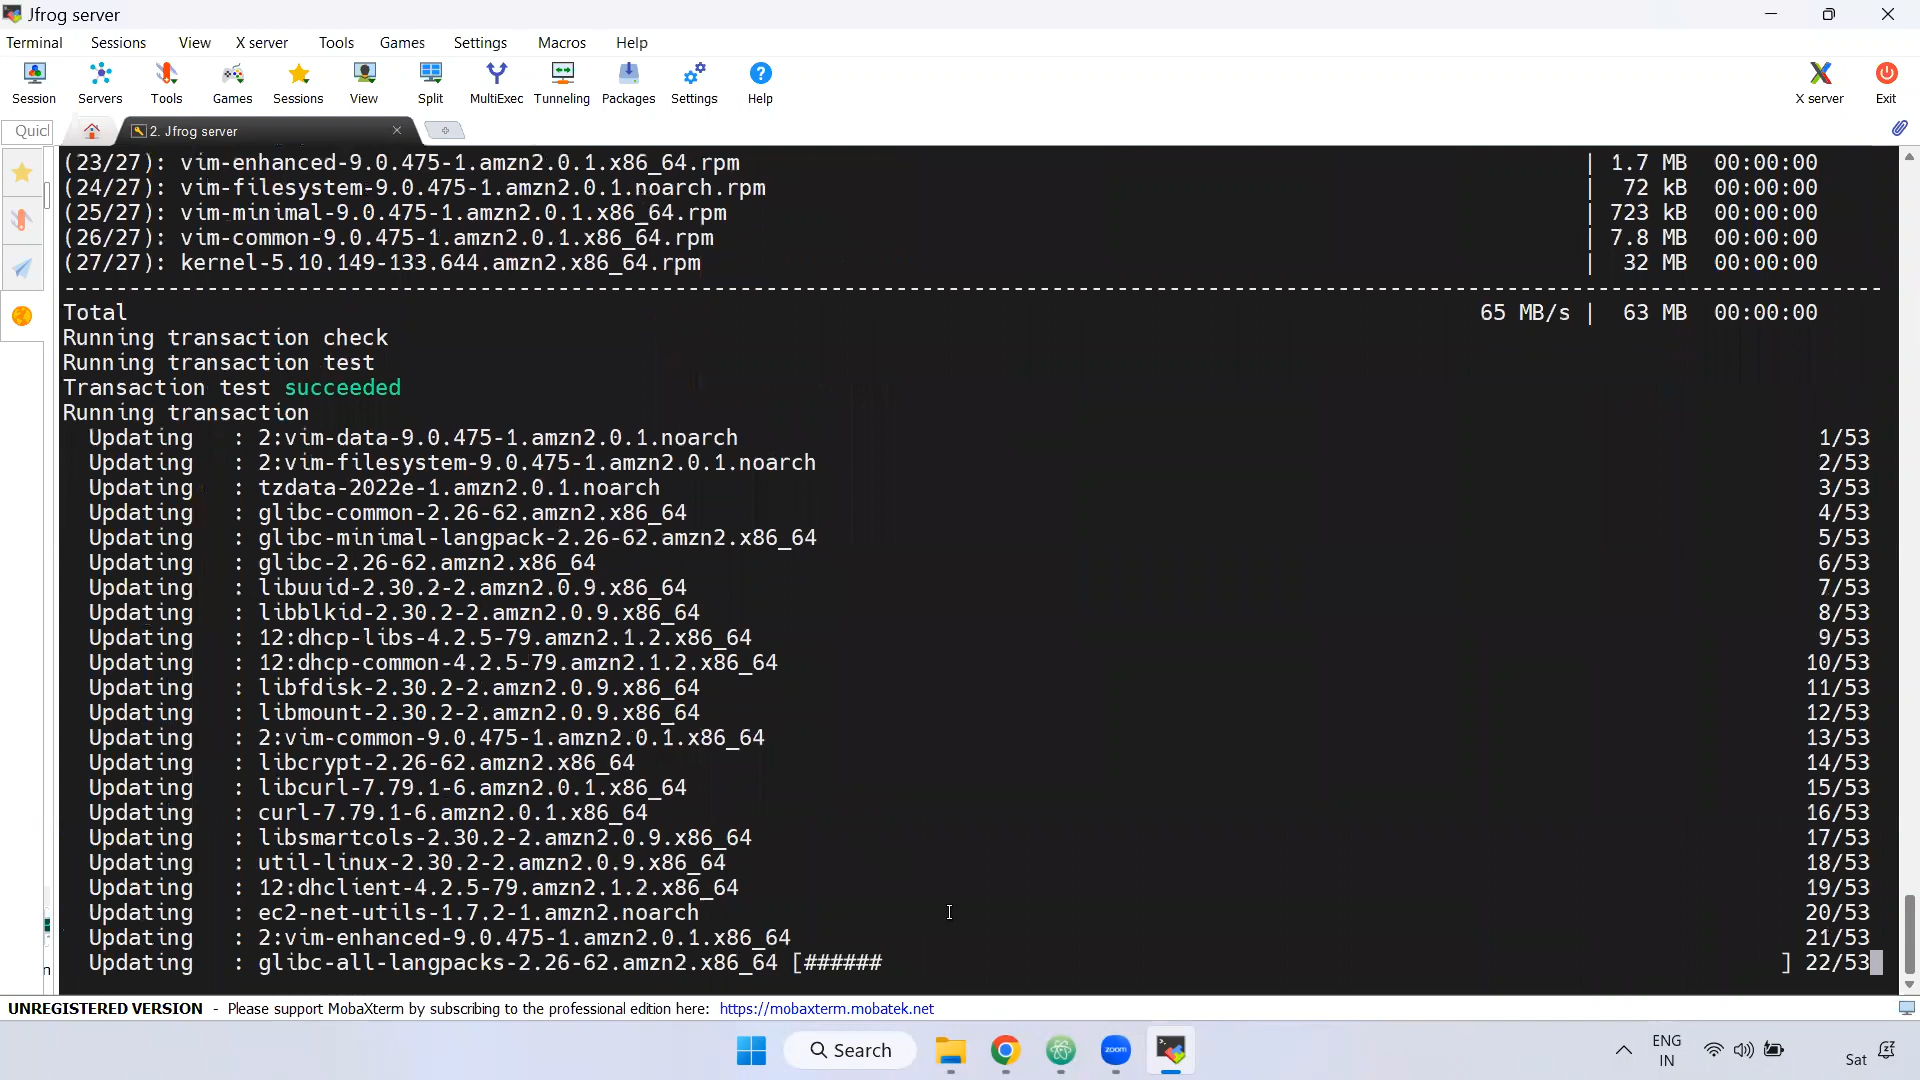 Jfrog server
Terminal Sessions View X server Tools Games Settings Macros Help
Session Servers Tools Games Sessions View Split MultiExec Tunneling Packages Settings Help X server Exit
Quicl 2. Jfrog server
(23/27): vim-enhanced-9.0.475-1.amzn2.0.1.x86_64.rpm | 1.7 MB 00:00:00
(24/27): vim-filesystem-9.0.475-1.amzn2.0.1.noarch.rpm | 72 kB 00:00:00
(25/27): vim-minimal-9.0.475-1.amzn2.0.1.x86_64.rpm | 723 kB 00:00:00
(26/27): vim-common-9.0.475-1.amzn2.0.1.x86_64.rpm | 7.8 MB 00:00:00
(27/27): kernel-5.10.149-133.644.amzn2.x86_64.rpm | 32 MB 00:00:00
--------------------------------------------------------------------------------------------------------------------------------------------
Total 65 MB/s | 63 MB 00:00:00
Running transaction check
Running transaction test
Transaction test succeeded
Running transaction
Updating : 2:vim-data-9.0.475-1.amzn2.0.1.noarch 1/53
Updating : 2:vim-filesystem-9.0.475-1.amzn2.0.1.noarch 2/53
Updating : tzdata-2022e-1.amzn2.0.1.noarch 3/53
Updating : glibc-common-2.26-62.amzn2.x86_64 4/53
Updating : glibc-minimal-langpack-2.26-62.amzn2.x86_64 5/53
Updating : glibc-2.26-62.amzn2.x86_64 6/53
Updating : libuuid-2.30.2-2.amzn2.0.9.x86_64 7/53
Updating : libblkid-2.30.2-2.amzn2.0.9.x86_64 8/53
Updating : 12:dhcp-libs-4.2.5-79.amzn2.1.2.x86_64 9/53
Updating : 12:dhcp-common-4.2.5-79.amzn2.1.2.x86_64 10/53
Updating : libfdisk-2.30.2-2.amzn2.0.9.x86_64 11/53
Updating : libmount-2.30.2-2.amzn2.0.9.x86_64 12/53
Updating : 2:vim-common-9.0.475-1.amzn2.0.1.x86_64 13/53
Updating : libcrypt-2.26-62.amzn2.x86_64 14/53
Updating : libcurl-7.79.1-6.amzn2.0.1.x86_64 15/53
Updating : curl-7.79.1-6.amzn2.0.1.x86_64 16/53
Updating : libsmartcols-2.30.2-2.amzn2.0.9.x86_64 17/53
Updating : util-linux-2.30.2-2.amzn2.0.9.x86_64 18/53
Updating : 12:dhclient-4.2.5-79.amzn2.1.2.x86_64 19/53
Updating : ec2-net-utils-1.7.2-1.amzn2.noarch 20/53
Updating : 2:vim-enhanced-9.0.475-1.amzn2.0.1.x86_64 21/53
Updating : glibc-all-langpacks-2.26-62.amzn2.x86_64 [###### ] 22/53
UNREGISTERED VERSION - Please support MobaXterm by subscribing to the professional edition here: https://mobaxterm.mobatek.net
Search zoom ENG
IN
Sat